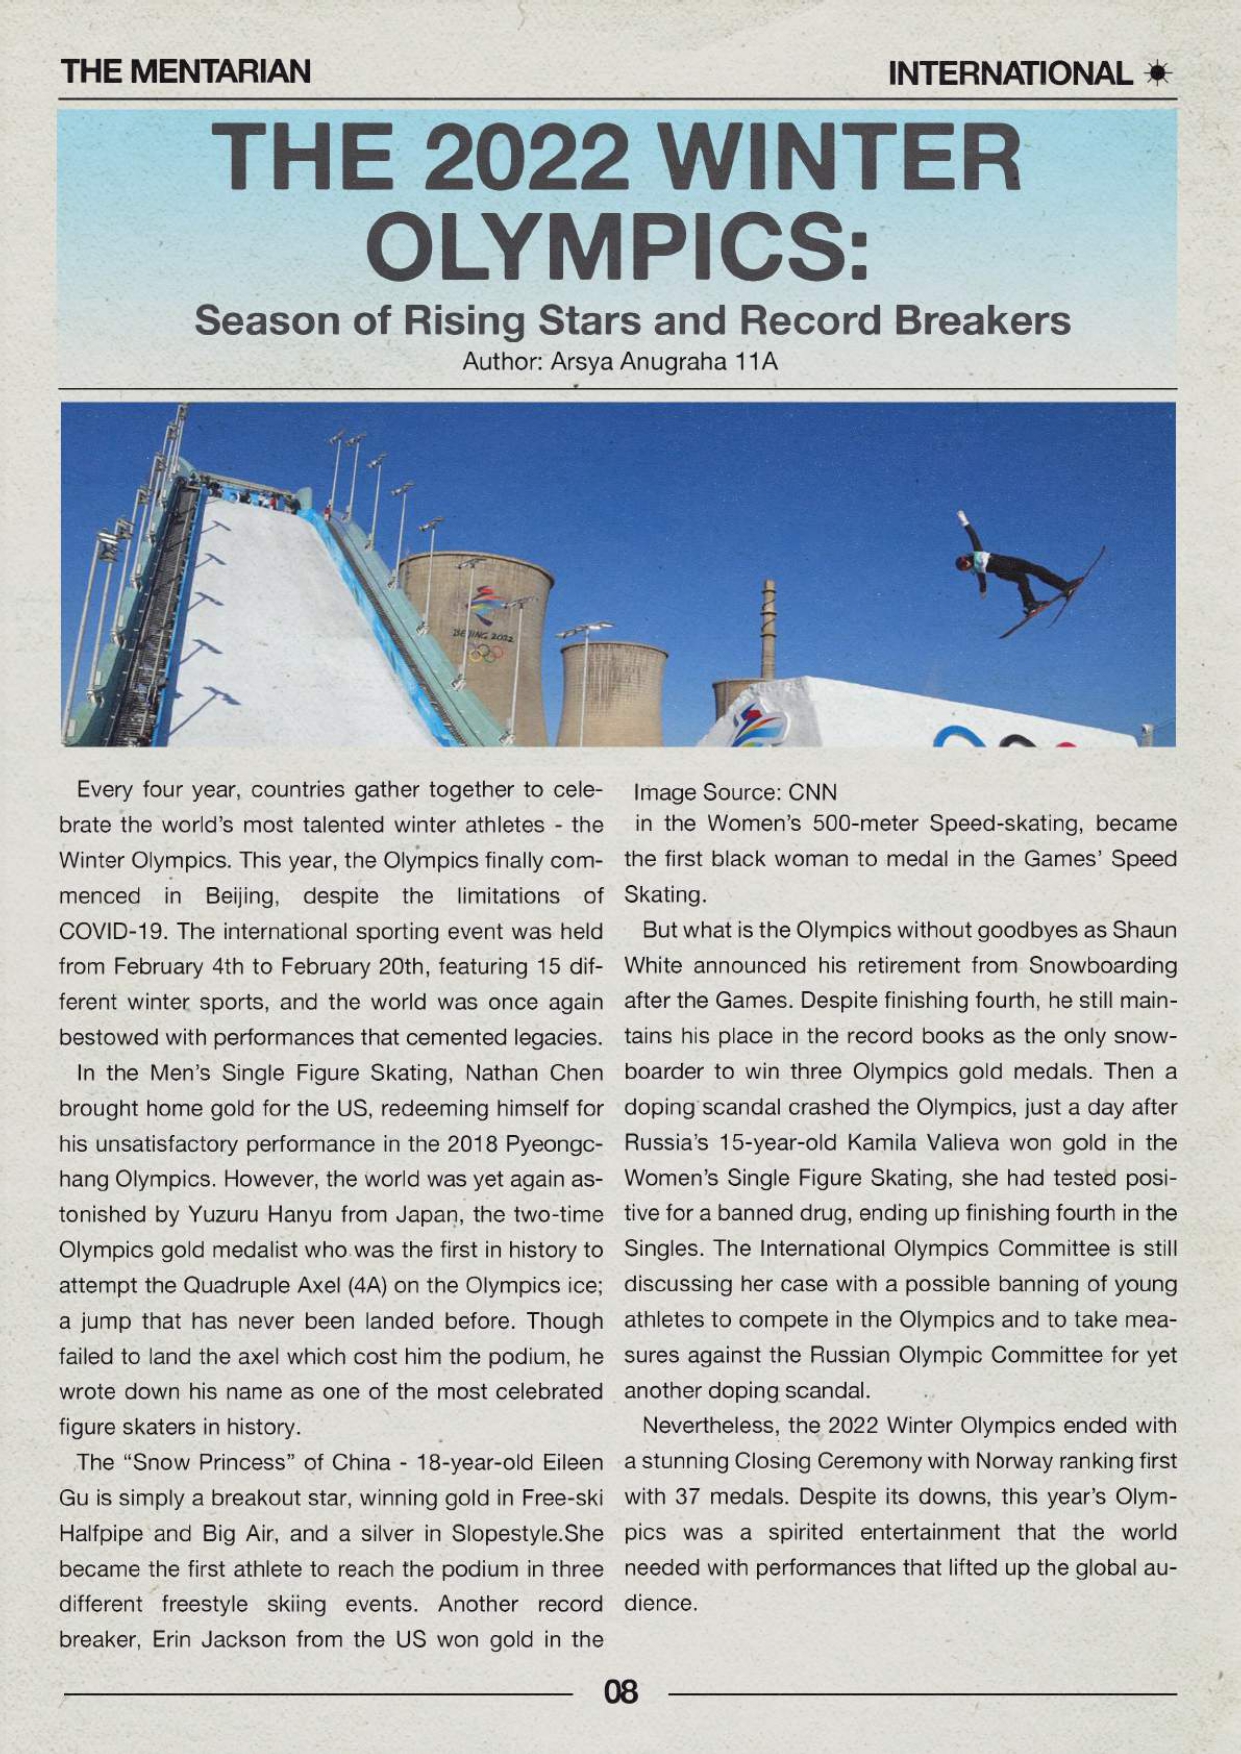 THE MENTARIAN
INTERNATIONAL
THE 2022 WINTER
OLYMPICS:
Season of Rising Stars and Record Breakers
Author: Arsya Anugraha 11A
BEIJING 2022
Every four year, countries gather together to cele-
brate the world's most talented winter athletes - the
Winter Olympics. This year, the Olympics finally com-
menced in Beijing, despite the limitations of
COVID-19. The international sporting event was held
from February 4th to February 20th, featuring 15 dif-
ferent winter sports, and the world was once again
bestowed with performances that cemented legacies.
In the Men's Single Figure Skating, Nathan Chen
brought home gold for the US, redeeming himself for
his unsatisfactory performance in the 2018 Pyeongc-
hang Olympics. However, the world was yet again as-
tonished by Yuzuru Hanyu from Japan, the two-time
Olympics gold medalist who was the first in history to
attempt the Quadruple Axel (4A) on the Olympics ice;
a jump that has never been landed before. Though
failed to land the axel which cost him the podium, he
wrote down his name as one of the most celebrated
figure skaters in history.
The “Snow Princess” of China - 18-year-old Eileen
Gu is simply a breakout star, winning gold in Free-ski
Halfpipe and Big Air, and a silver in Slopestyle.She
became the first athlete to reach the podium in three
different freestyle skiing events. Another record
breaker, Erin Jackson from the US won gold in the
Image Source: CNN
in the Women's 500-meter Speed-skating, became
the first black woman to medal in the Games' Speed
Skating.
But what is the Olympics without goodbyes as Shaun
White announced his retirement from Snowboarding
after the Games. Despite finishing fourth, he still main-
tains his place in the record books as the only snow-
boarder to win three Olympics gold medals. Then a
doping scandal crashed the Olympics, just a day after
Russia's 15-year-old Kamila Valieva won gold in the
Women's Single Figure Skating, she had tested posi-
tive for a banned drug, ending up finishing fourth in the
Singles. The International Olympics Committee is still
discussing her case with a possible banning of young
athletes to compete in the Olympics and to take mea-
sures against the Russian Olympic Committee for yet
another doping scandal.
Nevertheless, the 2022 Winter Olympics ended with
a stunning Closing Ceremony with Norway ranking first
with 37 medals. Despite its downs, this year's Olym-
pics was a spirited entertainment that the world
needed with performances that lifted up the global au-
dience.
08